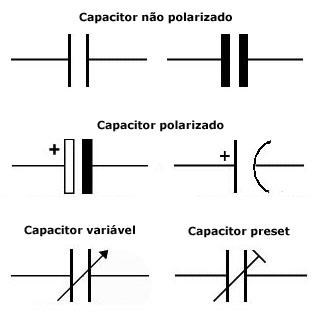 Capacitor não polarizado
Capacitor polarizado
+ +
Capacitor variável Capacitor preset